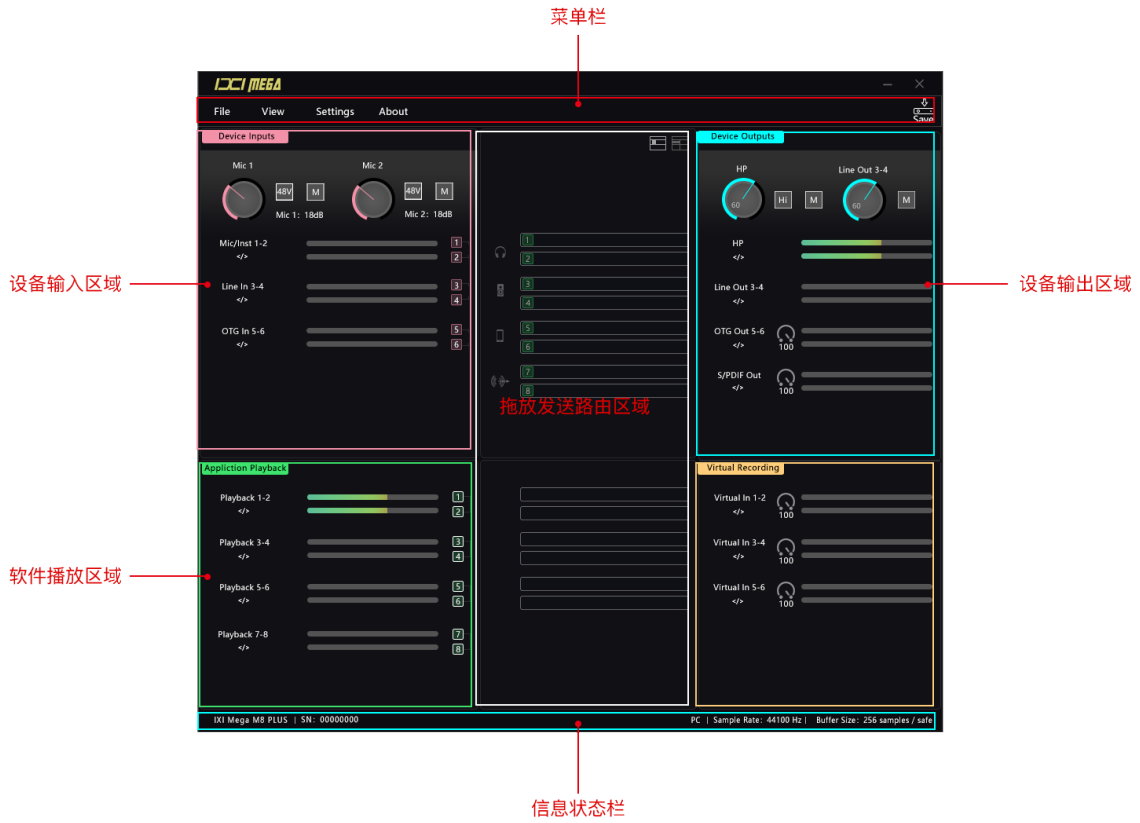 菜单栏
IXI MEGA
File View Settings About
Save
Device Inputs
Mic 1 Mic 2
48V M 48V M
Mic 1: 18dB Mic 2: 18dB
Mic/Inst 1-2 1
</> 2
Line In 3-4 3
</> 4
OTG In 5-6 5
</> 6
设备输入区域
1
2
3
4
5
6
7
8
拖放发送路由区域
Device Outputs
HP Line Out 3-4
60 Hi M 60 M
HP
</>
Line Out 3-4
</>
OTG Out 5-6
</> 100
S/PDIF Out
</> 100
设备输出区域
Appliction Playback
Playback 1-2 1
</> 2
Playback 3-4 3
</> 4
Playback 5-6 5
</> 6
Playback 7-8 7
</> 8
软件播放区域
Virtual Recording
Virtual In 1-2
</> 100
Virtual In 3-4
</> 100
Virtual In 5-6
</> 100
IXI Mega M8 PLUS | SN: 00000000 PC | Sample Rate: 44100 Hz | Buffer Size: 256 samples / safe
信息状态栏